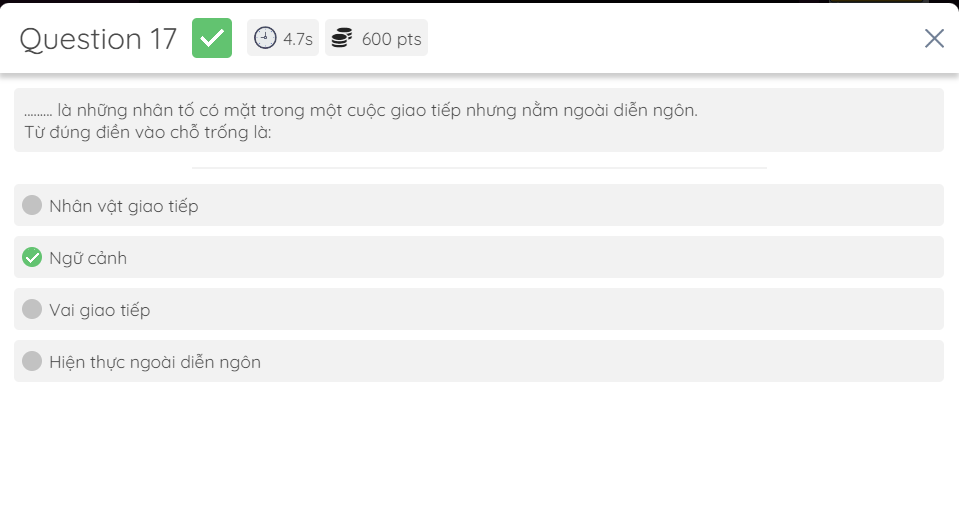 Question 17 4.7s 600 pts
......... là những nhân tố có mặt trong một cuộc giao tiếp nhưng nằm ngoài diễn ngôn.
Từ đúng điền vào chỗ trống là:
Nhân vật giao tiếp
Ngữ cảnh
Vai giao tiếp
Hiện thực ngoài diễn ngôn